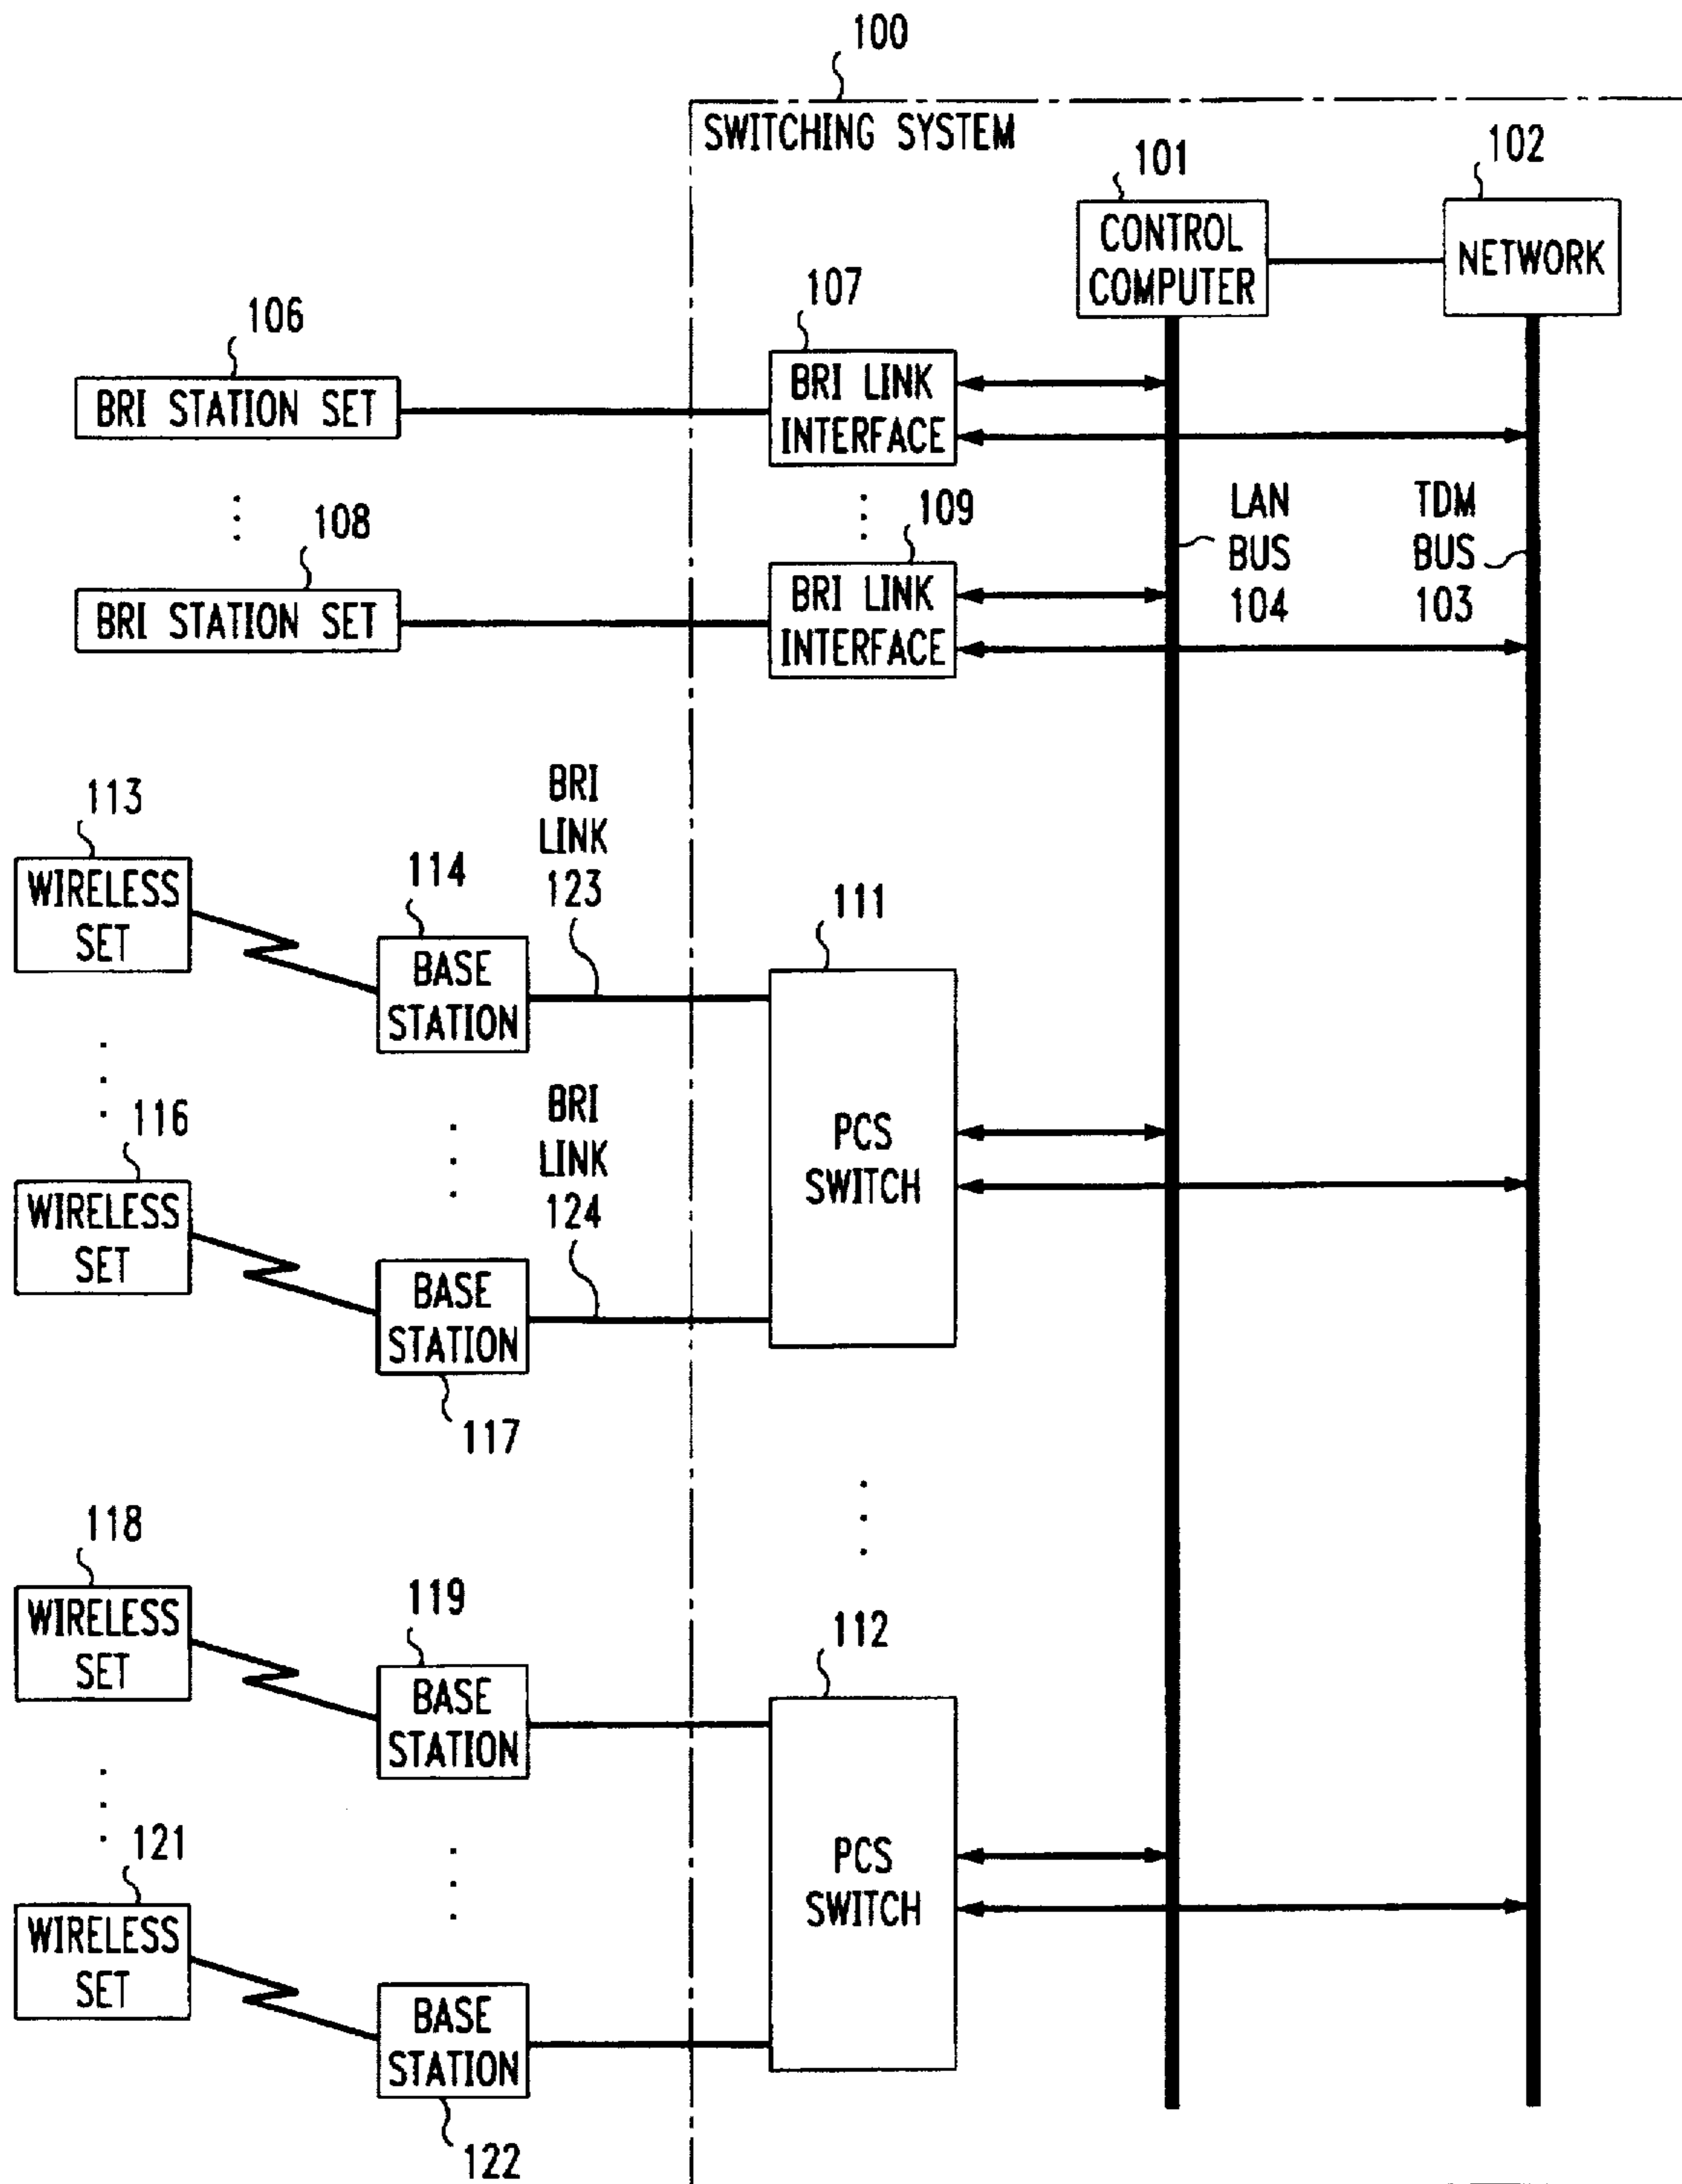 100
SWITCHING SYSTEM
101
102
CONTROL
COMPUTER
NETWORK
106
107
BRI STATION SET
BRI LINK
INTERFACE
108
109
LAN
BUS
104
TDM
BUS
103
BRI STATION SET
BRI LINK
INTERFACE
113
WIRELESS
SET
114
BASE
STATION
BRI
LINK
123
111
PCS
SWITCH
116
WIRELESS
SET
BRI
LINK
124
BASE
STATION
117
118
WIRELESS
SET
119
BASE
STATION
112
PCS
SWITCH
121
WIRELESS
SET
BASE
STATION
122